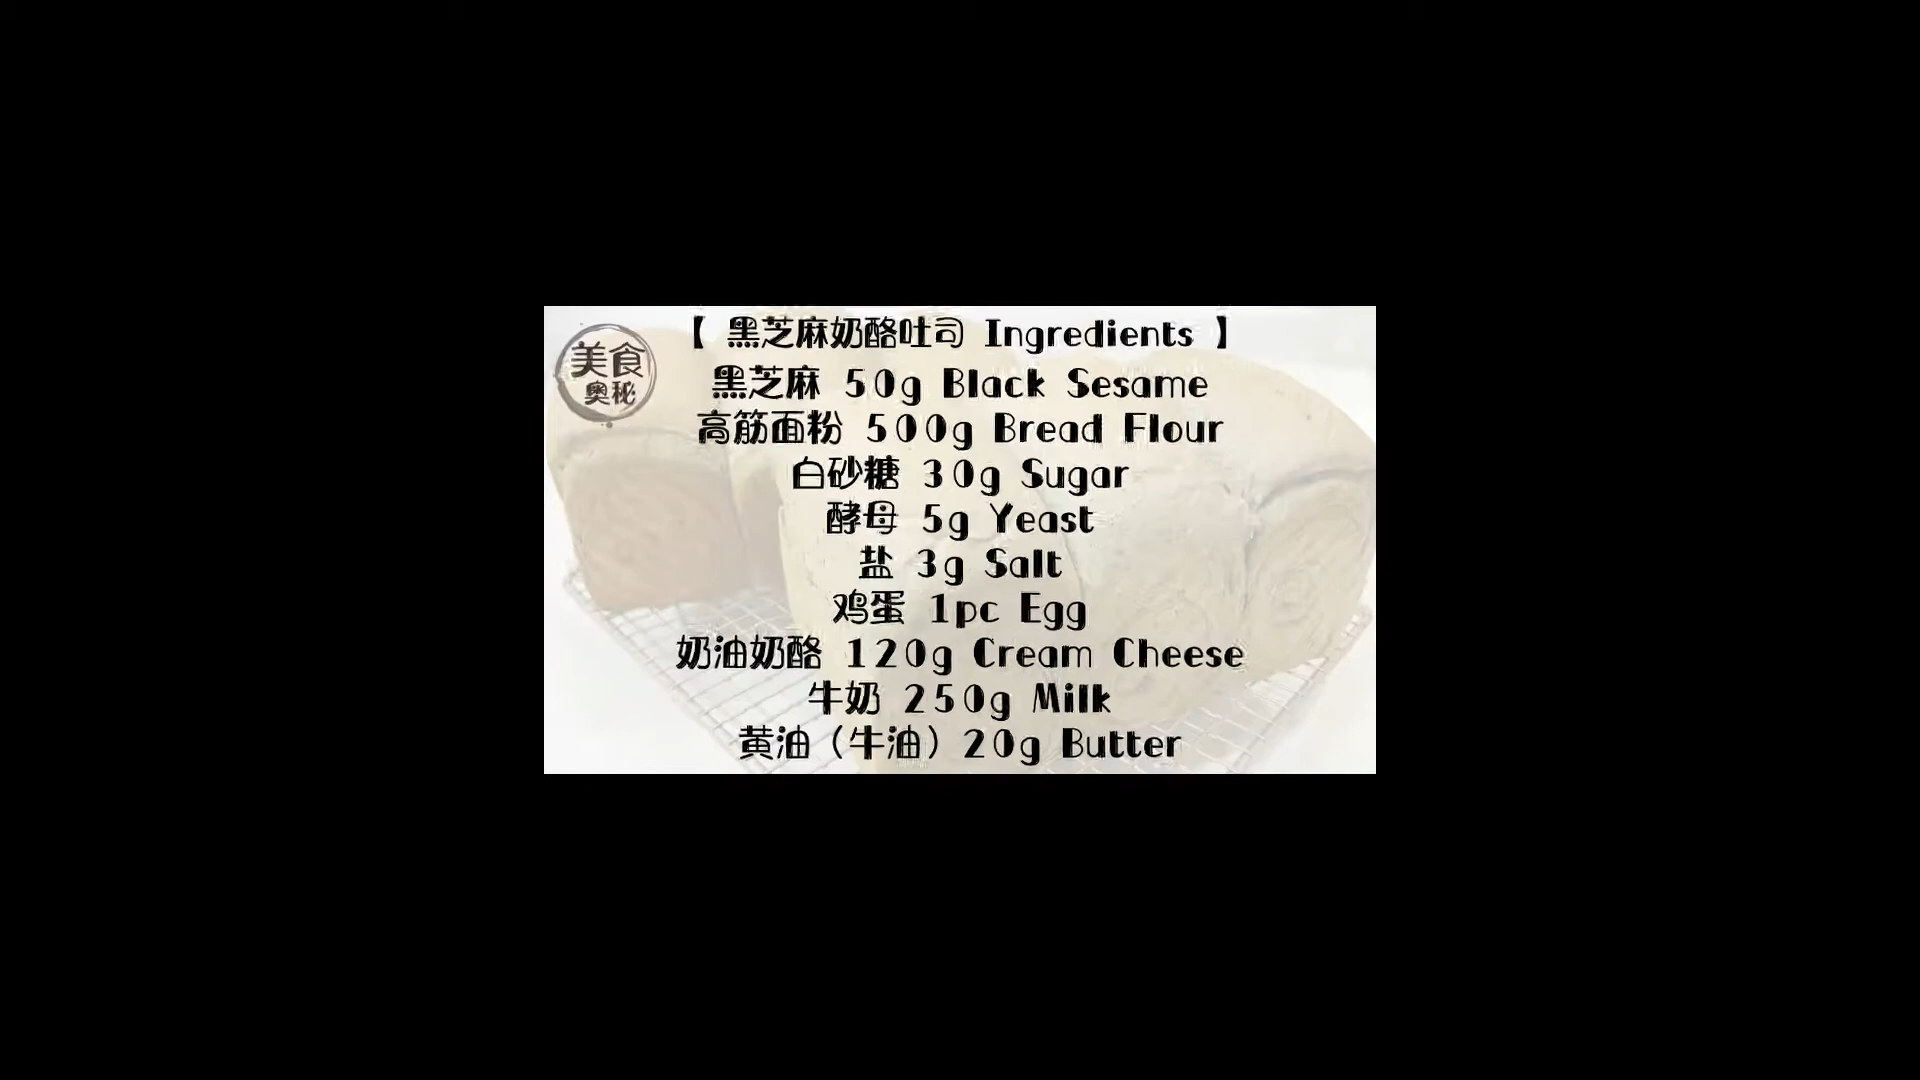 美食
奥秘
【 黑芝麻奶酪吐司 Ingredients 】
黑芝麻 50g Black Sesame
高筋面粉 500g Bread Flour
白砂糖 30g Sugar
酵母 5g Yeast
盐 3g Salt
鸡蛋 1pc Egg
奶油奶酪 120g Cream Cheese
牛奶 250g Milk
黄油（牛油）20g Butter